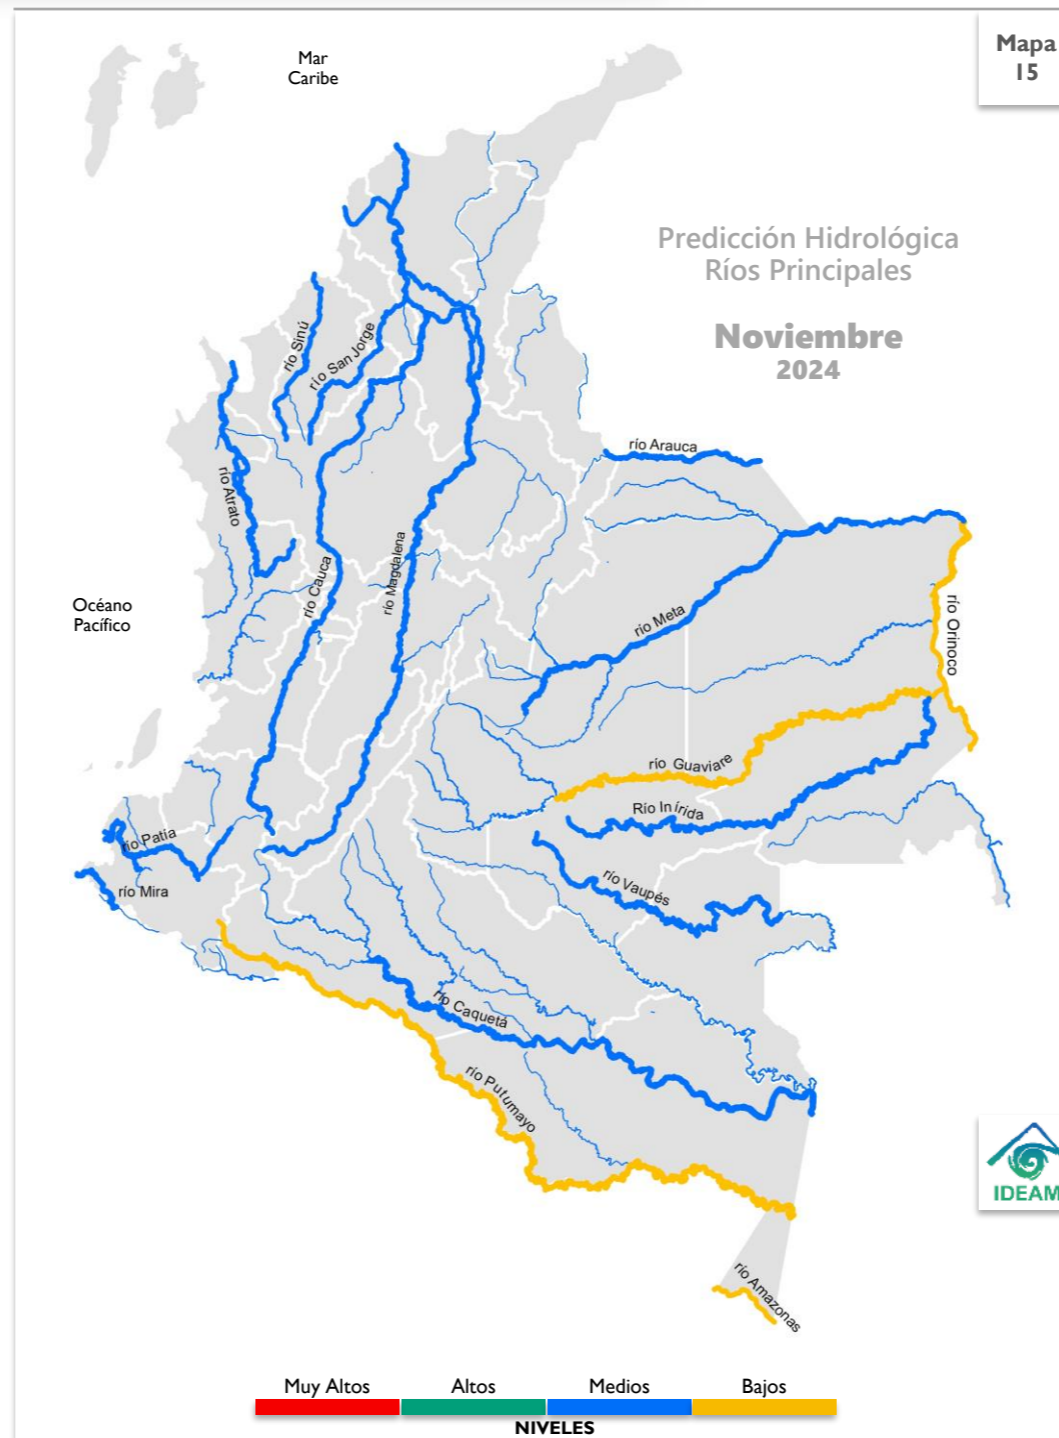 Mapa
15
Mar
Caribe
Predicción Hidrológica
Ríos Principales
Noviembre
2024
río Sinú
río San Jorge
río Arauca
río Atrato
río Magdalena
río Cauca
Océano
Pacífico
río Meta
río Orinoco
río Guaviare
Río Inírida
río Patía
río Mira
río Vaupés
río Caquetá
río Putumayo
IDEAM
río Amazonas
Muy Altos
Altos
Medios
Bajos
NIVELES